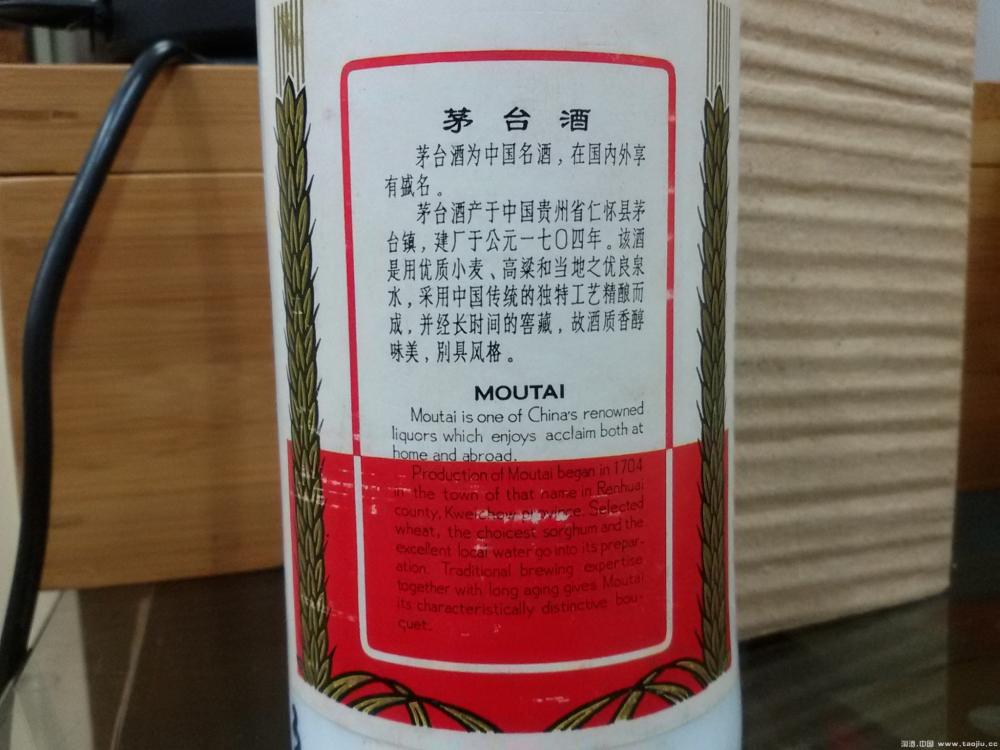 茅台酒
茅台酒为中国名酒，在国内外享
有盛名。
茅台酒产于中国贵州省仁怀县茅
台镇，建厂于公元一七〇四年。该酒
是用优质小麦、高粱和当地之优良泉
水，采用中国传统的独特工艺精酿而
成，并经长时间的窖藏，故酒质香醇
味美，别具风格。
MOUTAI
Moutai is one of China's renowned
liquors which enjoys acclaim both at
home and abroad.
Production of Moutai began in 1704
in the town of that name in Renhuai
county, Kweichow province. Selected
wheat, the choicest sorghum and the
excellent local water go into its prepar-
ation. Traditional brewing expertise
together with long aging gives Moutai
its characteristically distinctive bou-
quet.
淘酒.中国 www.taojiu.cc